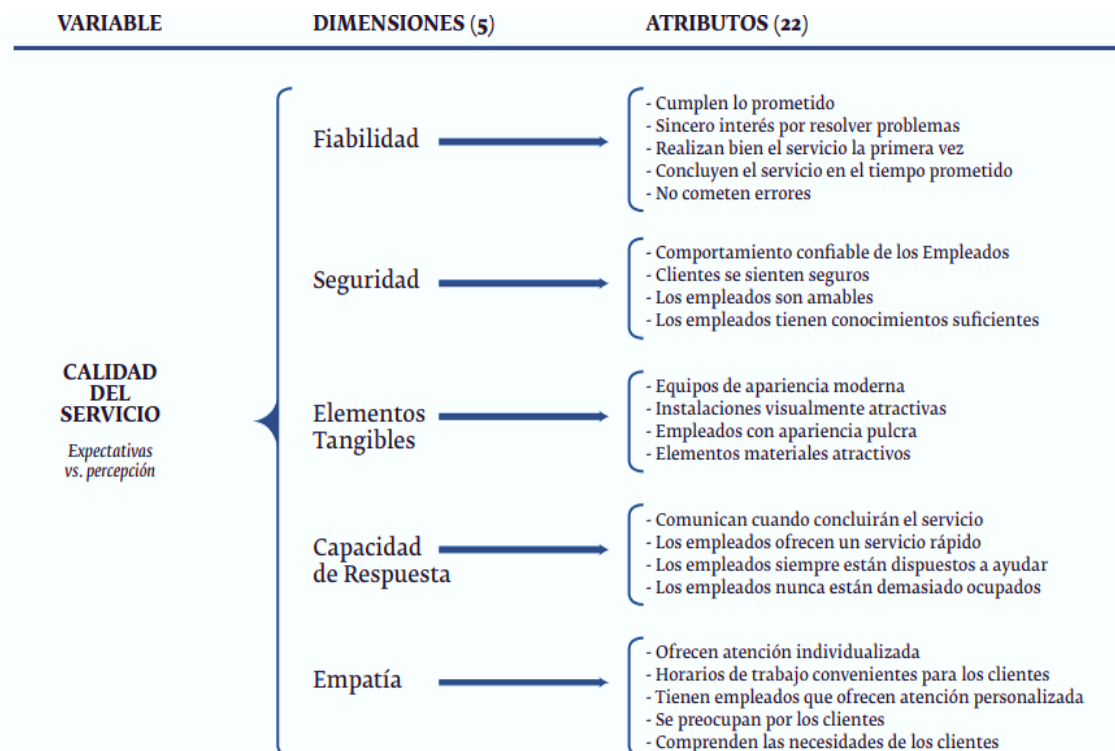 VARIABLE
DIMENSIONES (5)
ATRIBUTOS (22)
CALIDAD
DEL
SERVICIO
Expectativas
vs. percepción
Fiabilidad
- Cumplen lo prometido
- Sincero interés por resolver problemas
- Realizan bien el servicio la primera vez
- Concluyen el servicio en el tiempo prometido
- No cometen errores
Seguridad
- Comportamiento confiable de los Empleados
- Clientes se sienten seguros
- Los empleados son amables
- Los empleados tienen conocimientos suficientes
Elementos
Tangibles
- Equipos de apariencia moderna
- Instalaciones visualmente atractivas
- Empleados con apariencia pulcra
- Elementos materiales atractivos
Capacidad
de Respuesta
- Comunican cuando concluirán el servicio
- Los empleados ofrecen un servicio rápido
- Los empleados siempre están dispuestos a ayudar
- Los empleados nunca están demasiado ocupados
Empatía
- Ofrecen atención individualizada
- Horarios de trabajo convenientes para los clientes
- Tienen empleados que ofrecen atención personalizada
- Se preocupan por los clientes
- Comprenden las necesidades de los clientes